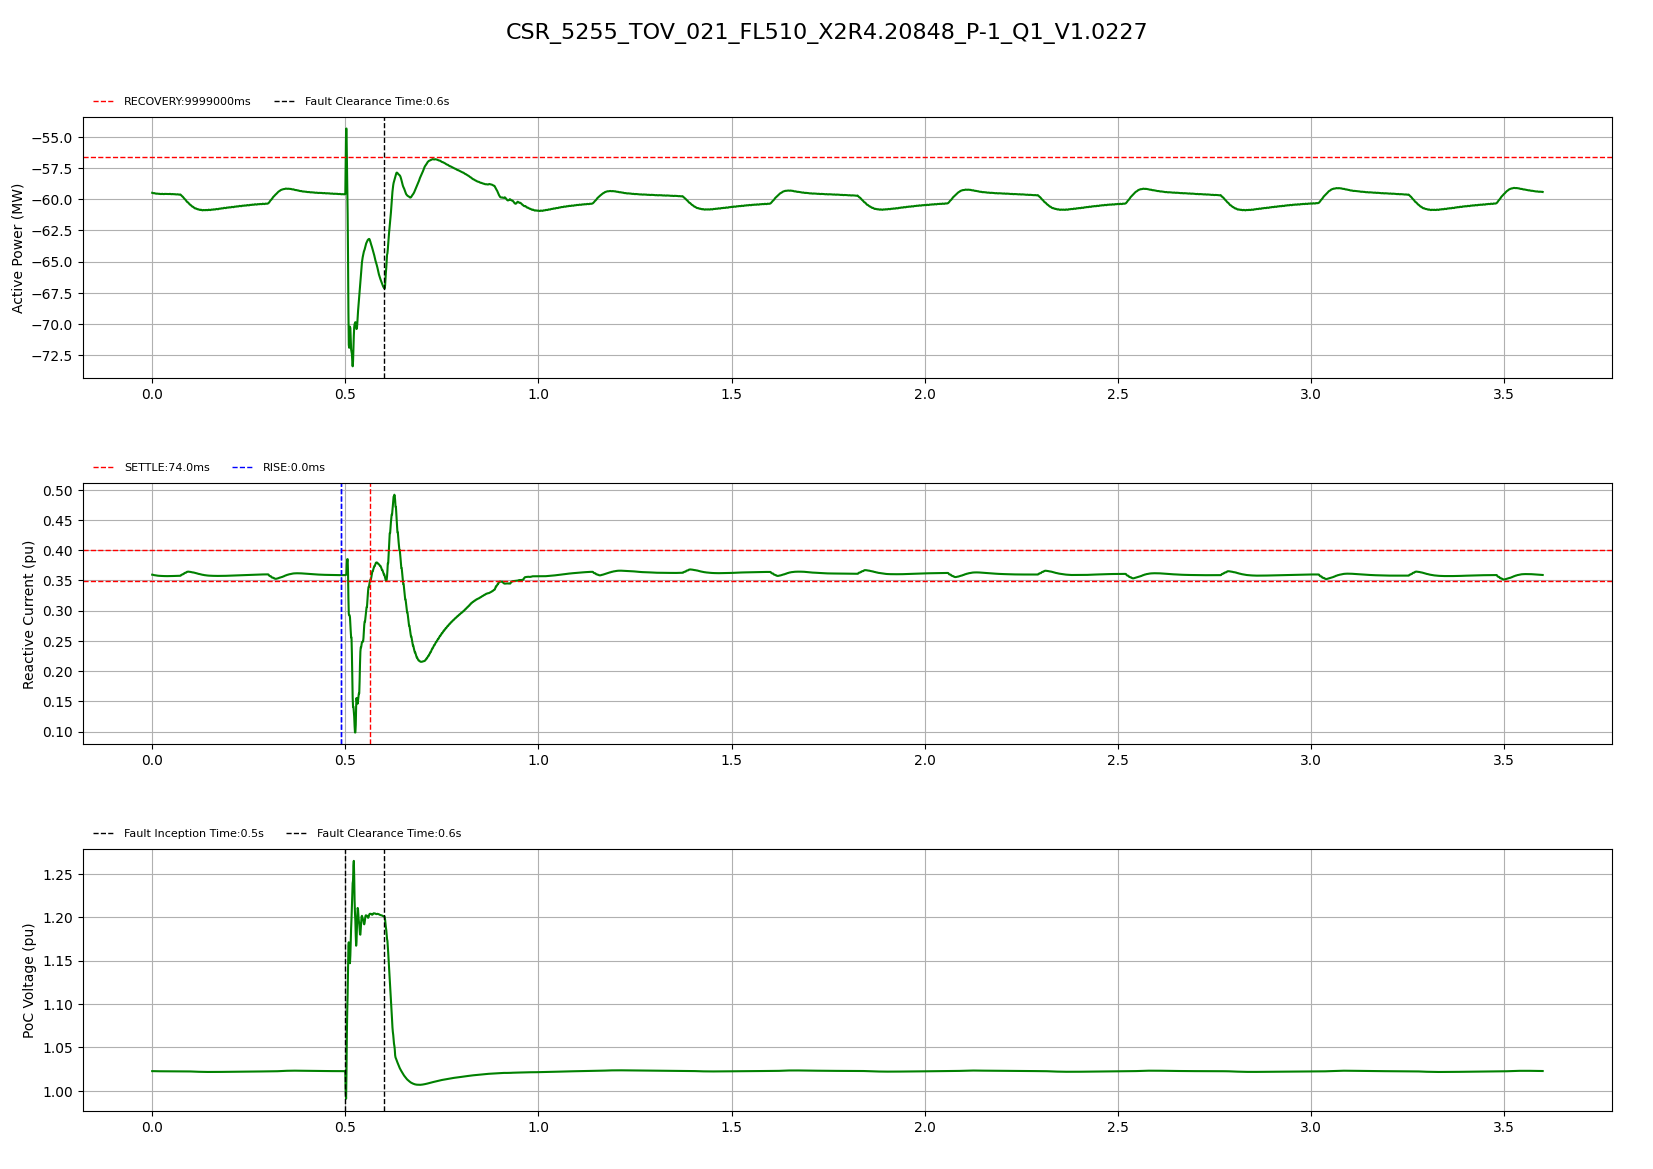 CSR_5255_TOV_021_FL510_X2R4.20848_P-1_Q1_V1.0227
RECOVERY:9999000ms Fault Clearance Time:0.6s
Active Power (MW)
−55.0
−57.5
−60.0
−62.5
−65.0
−67.5
−70.0
−72.5
0.0 0.5 1.0 1.5 2.0 2.5 3.0 3.5
SETTLE:74.0ms RISE:0.0ms
Reactive Current (pu)
0.50
0.45
0.40
0.35
0.30
0.25
0.20
0.15
0.10
0.0 0.5 1.0 1.5 2.0 2.5 3.0 3.5
Fault Inception Time:0.5s Fault Clearance Time:0.6s
PoC Voltage (pu)
1.25
1.20
1.15
1.10
1.05
1.00
0.0 0.5 1.0 1.5 2.0 2.5 3.0 3.5